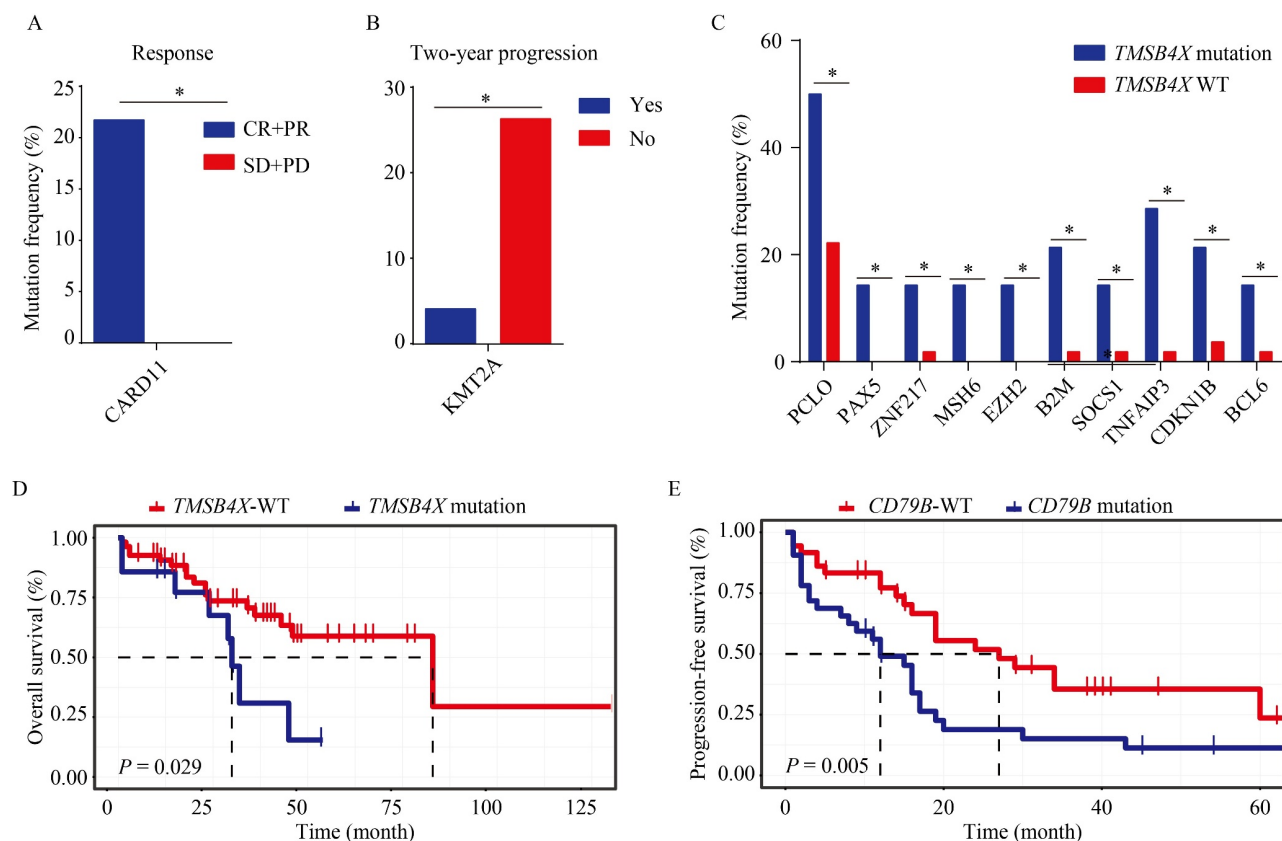 A
Response
Mutation frequency (%)
25
20
15
10
5
0
*
CR+PR
SD+PD
CARD11
B
Two-year progression
30
20
10
0
*
Yes
No
KMT2A
C
Mutation frequency (%)
60
40
20
0
TMSB4X mutation
TMSB4X WT
*
*
*
*
*
*
*
*
*
*
*
PCLO
PAX5
ZNF217
MSH6
EZH2
B2M
SOCS1
TNFAIP3
CDKN1B
BCL6
D
TMSB4X-WT
TMSB4X mutation
Overall survival (%)
1.00
0.75
0.50
0.25
0.00
P = 0.029
0
25
50
75
100
125
Time (month)
E
CD79B-WT
CD79B mutation
Progression-free survival (%)
1.00
0.75
0.50
0.25
0.00
P = 0.005
0
20
40
60
Time (month)